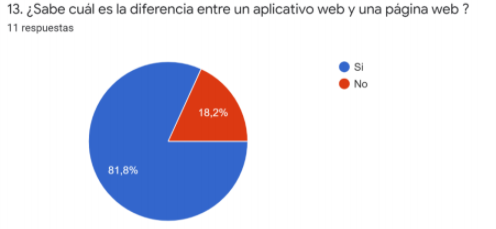 13. ¿Sabe cuál es la diferencia entre un aplicativo web y una página web ?
11 respuestas
Si
No
18,2%
81,8%